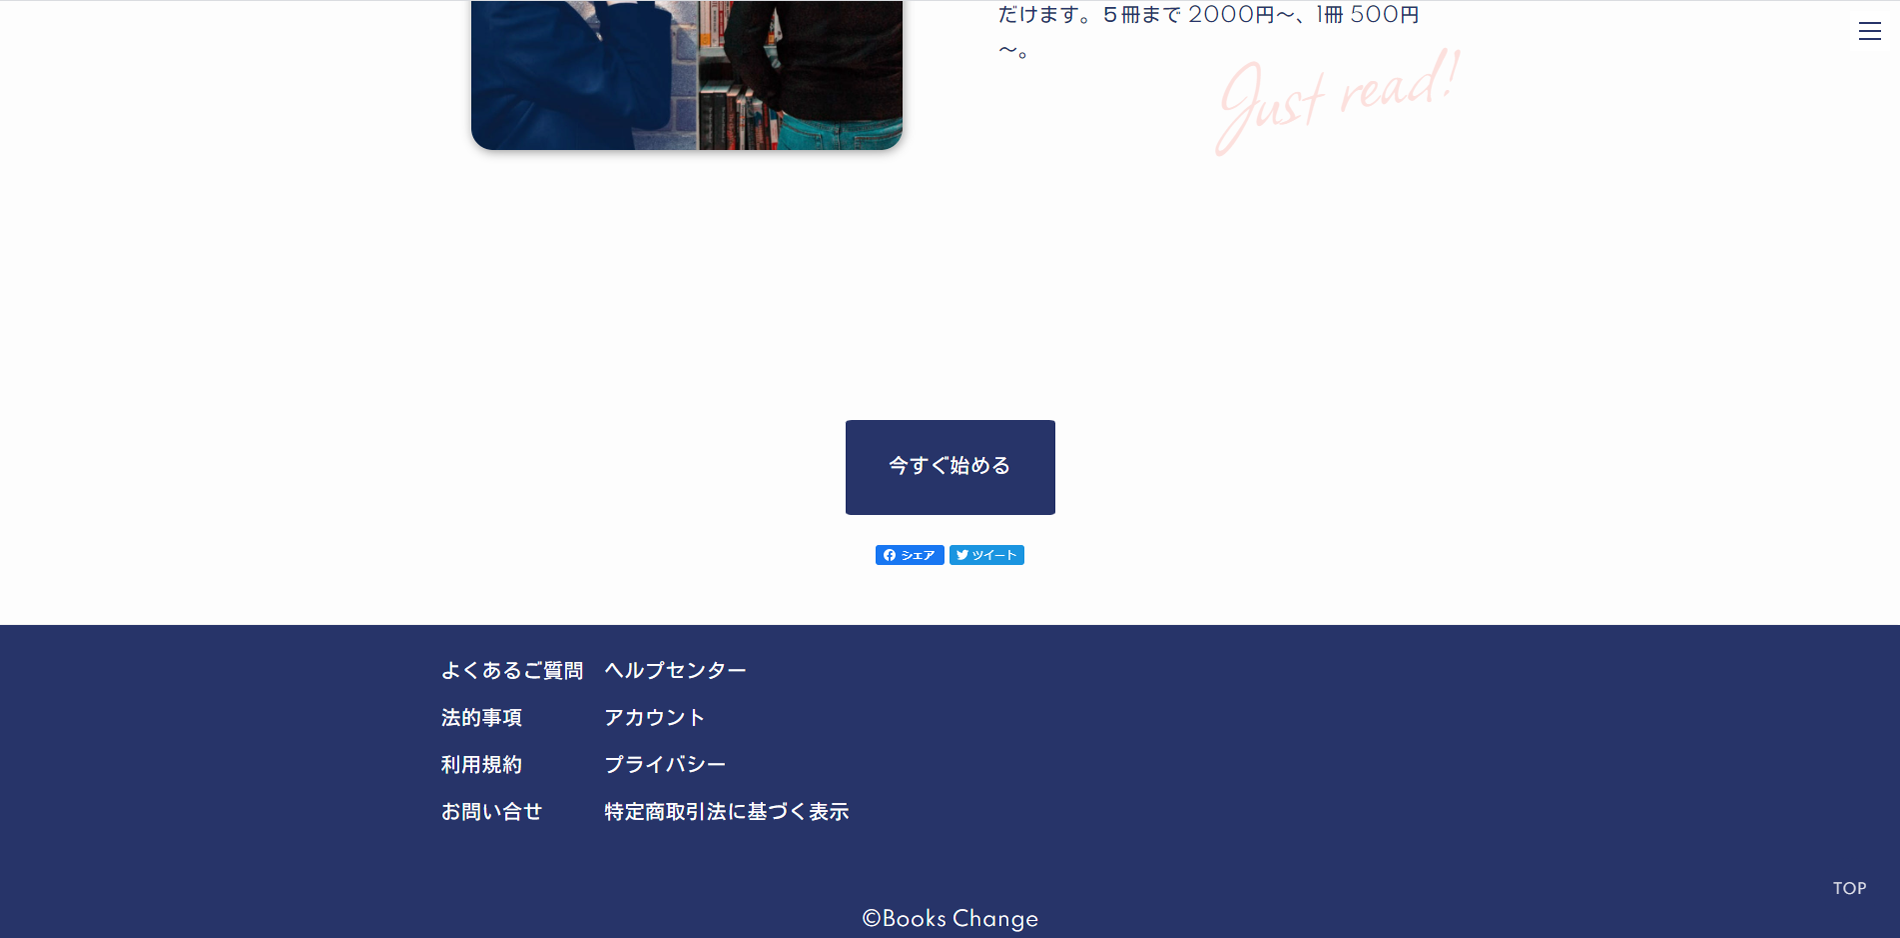 だけます。５冊まで 2000円〜、1冊 500円
〜。
Just read!
今すぐ始める
シェア ツイート
よくあるご質問 ヘルプセンター
法的事項 アカウント
利用規約 プライバシー
お問い合せ 特定商取引法に基づく表示
TOP
©Books Change